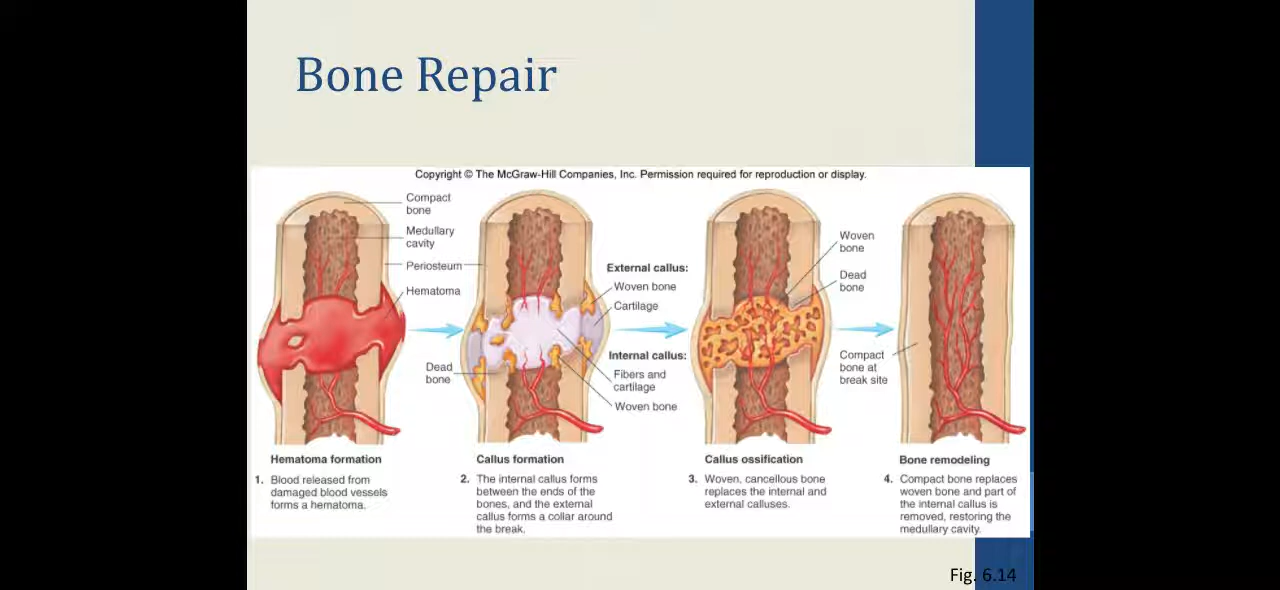 Bone Repair
Copyright © The McGraw-Hill Companies, Inc. Permission required for reproduction or display.
Compact
bone
Medullary
cavity
Periosteum
Hematoma
External callus:
Woven bone
Cartilage
Internal callus:
Fibers and
cartilage
Woven bone
Dead
bone
Woven
bone
Dead
bone
Compact
bone at
break site
Hematoma formation
1. Blood released from
damaged blood vessels
forms a hematoma.
Callus formation
2. The internal callus forms
between the ends of the
bones, and the external
callus forms a collar around
the break.
Callus ossification
3. Woven, cancellous bone
replaces the internal and
external calluses.
Bone remodeling
4. Compact bone replaces
woven bone and part of
the internal callus is
removed, restoring the
medullary cavity.
Fig. 6.14